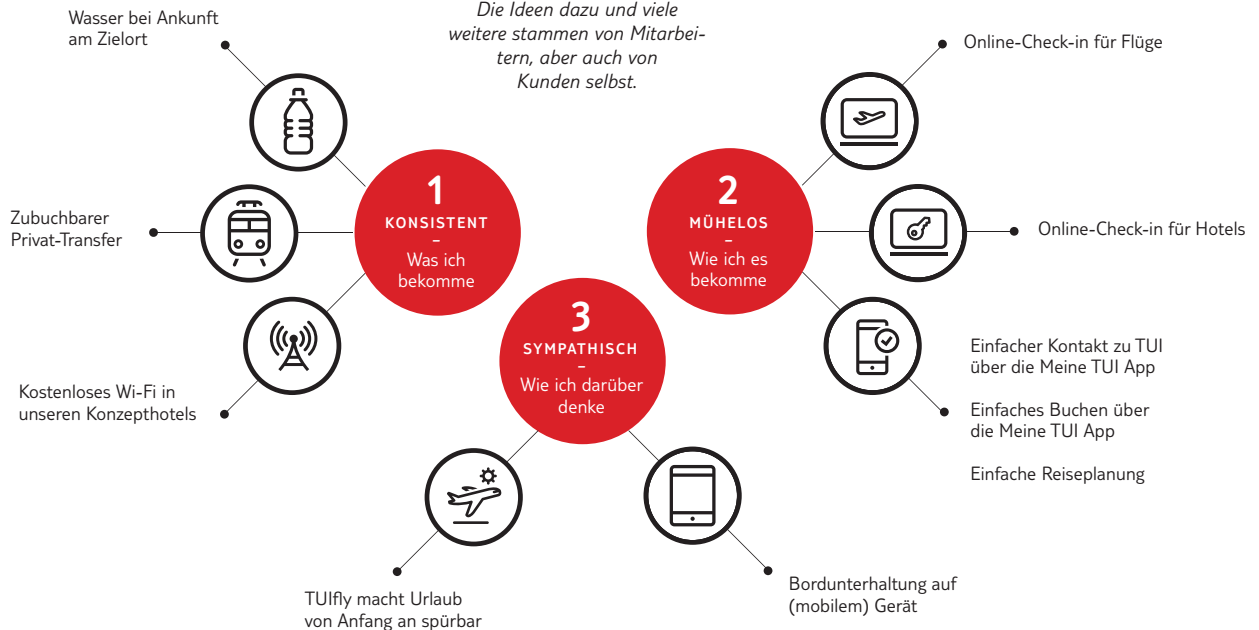 Die Ideen dazu und viele
weitere stammen von Mitarbei-
tern, aber auch von
Kunden selbst.
Wasser bei Ankunft
am Zielort
Zubuchbarer
Privat-Transfer
Kostenloses Wi-Fi in
unseren Konzepthotels
1
KONSISTENT
–
Was ich
bekomme
2
MÜHELOS
–
Wie ich es
bekomme
Online-Check-in für Flüge
Online-Check-in für Hotels
Einfacher Kontakt zu TUI
über die Meine TUI App
Einfaches Buchen über
die Meine TUI App
Einfache Reiseplanung
3
SYMPATHISCH
–
Wie ich darüber
denke
TUIfly macht Urlaub
von Anfang an spürbar
Bordunterhaltung auf
(mobilem) Gerät